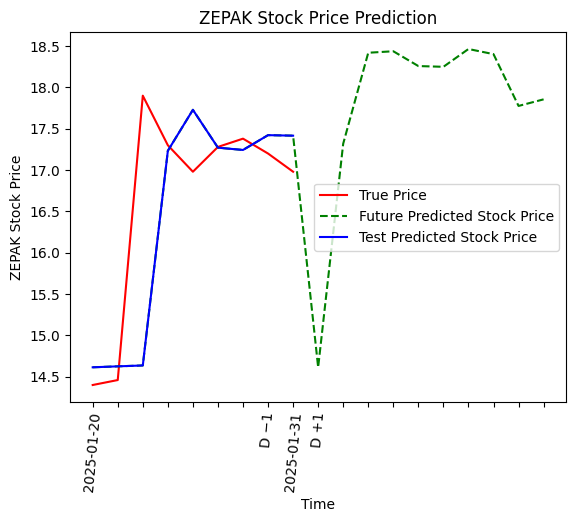 ZEPAK Stock Price Prediction
ZEPAK Stock Price
18.5
18.0
17.5
17.0
16.5
16.0
15.5
15.0
14.5
True Price
Future Predicted Stock Price
Test Predicted Stock Price
2025-01-20
D −1
2025-01-31
D +1
Time